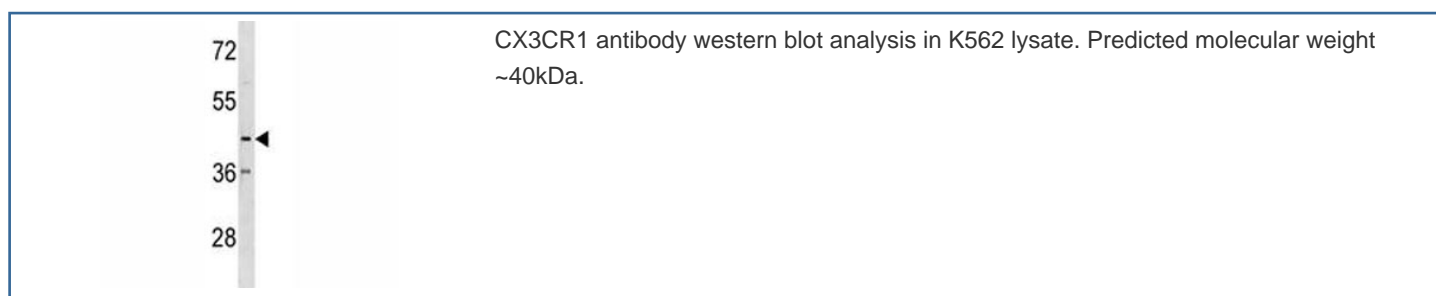 72
55
36
28
CX3CR1 antibody western blot analysis in K562 lysate. Predicted molecular weight
~40kDa.